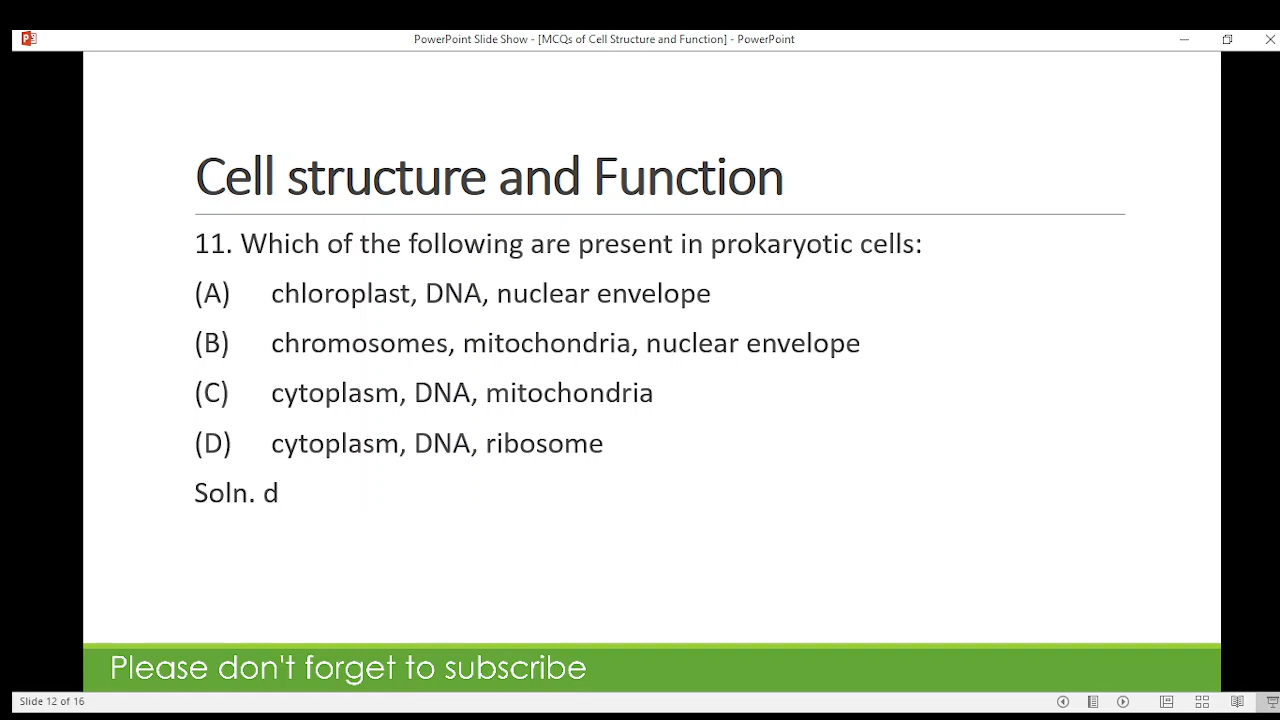 PowerPoint Slide Show - [MCQs of Cell Structure and Function] - PowerPoint
Cell structure and Function
11. Which of the following are present in prokaryotic cells:
(A) chloroplast, DNA, nuclear envelope
(B) chromosomes, mitochondria, nuclear envelope
(C) cytoplasm, DNA, mitochondria
(D) cytoplasm, DNA, ribosome
Soln. d
Please don't forget to subscribe
Slide 12 of 16